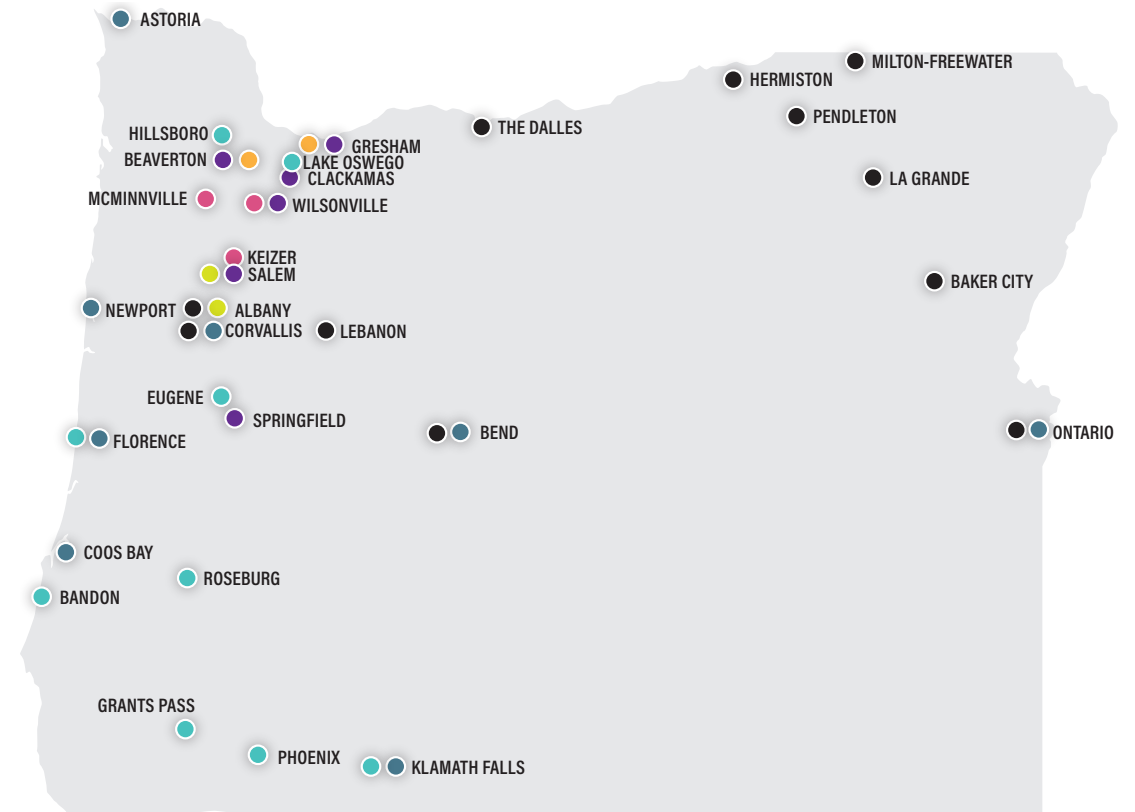 ASTORIA
MILTON-FREEWATER
HERMISTON
PENDLETON
THE DALLES
HILLSBORO
GRESHAM
BEAVERTON
LAKE OSWEGO
CLACKAMAS
LA GRANDE
MCMINNVILLE
WILSONVILLE
KEIZER
SALEM
BAKER CITY
NEWPORT
ALBANY
CORVALLIS
LEBANON
EUGENE
SPRINGFIELD
BEND
ONTARIO
FLORENCE
COOS BAY
ROSEBURG
BANDON
GRANTS PASS
PHOENIX
KLAMATH FALLS